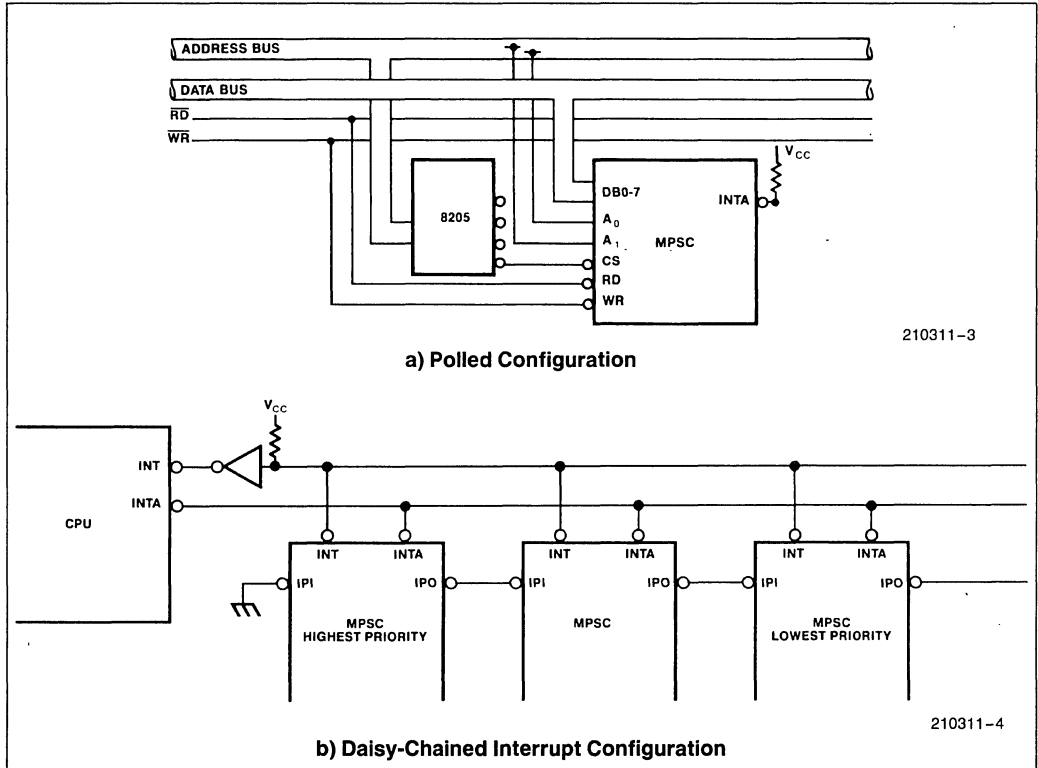 ADDRESS BUS
DATA BUS
RD
WR
VCC
8205
DB0-7
A0
A1
CS
RD
WR
MPSC
INTA
210311–3
a) Polled Configuration
VCC
INT
INTA
CPU
INT INTA
IPI IPO
MPSC
HIGHEST PRIORITY
INT INTA
IPI IPO
MPSC
INT INTA
IPI IPO
MPSC
LOWEST PRIORITY
210311–4
b) Daisy-Chained Interrupt Configuration